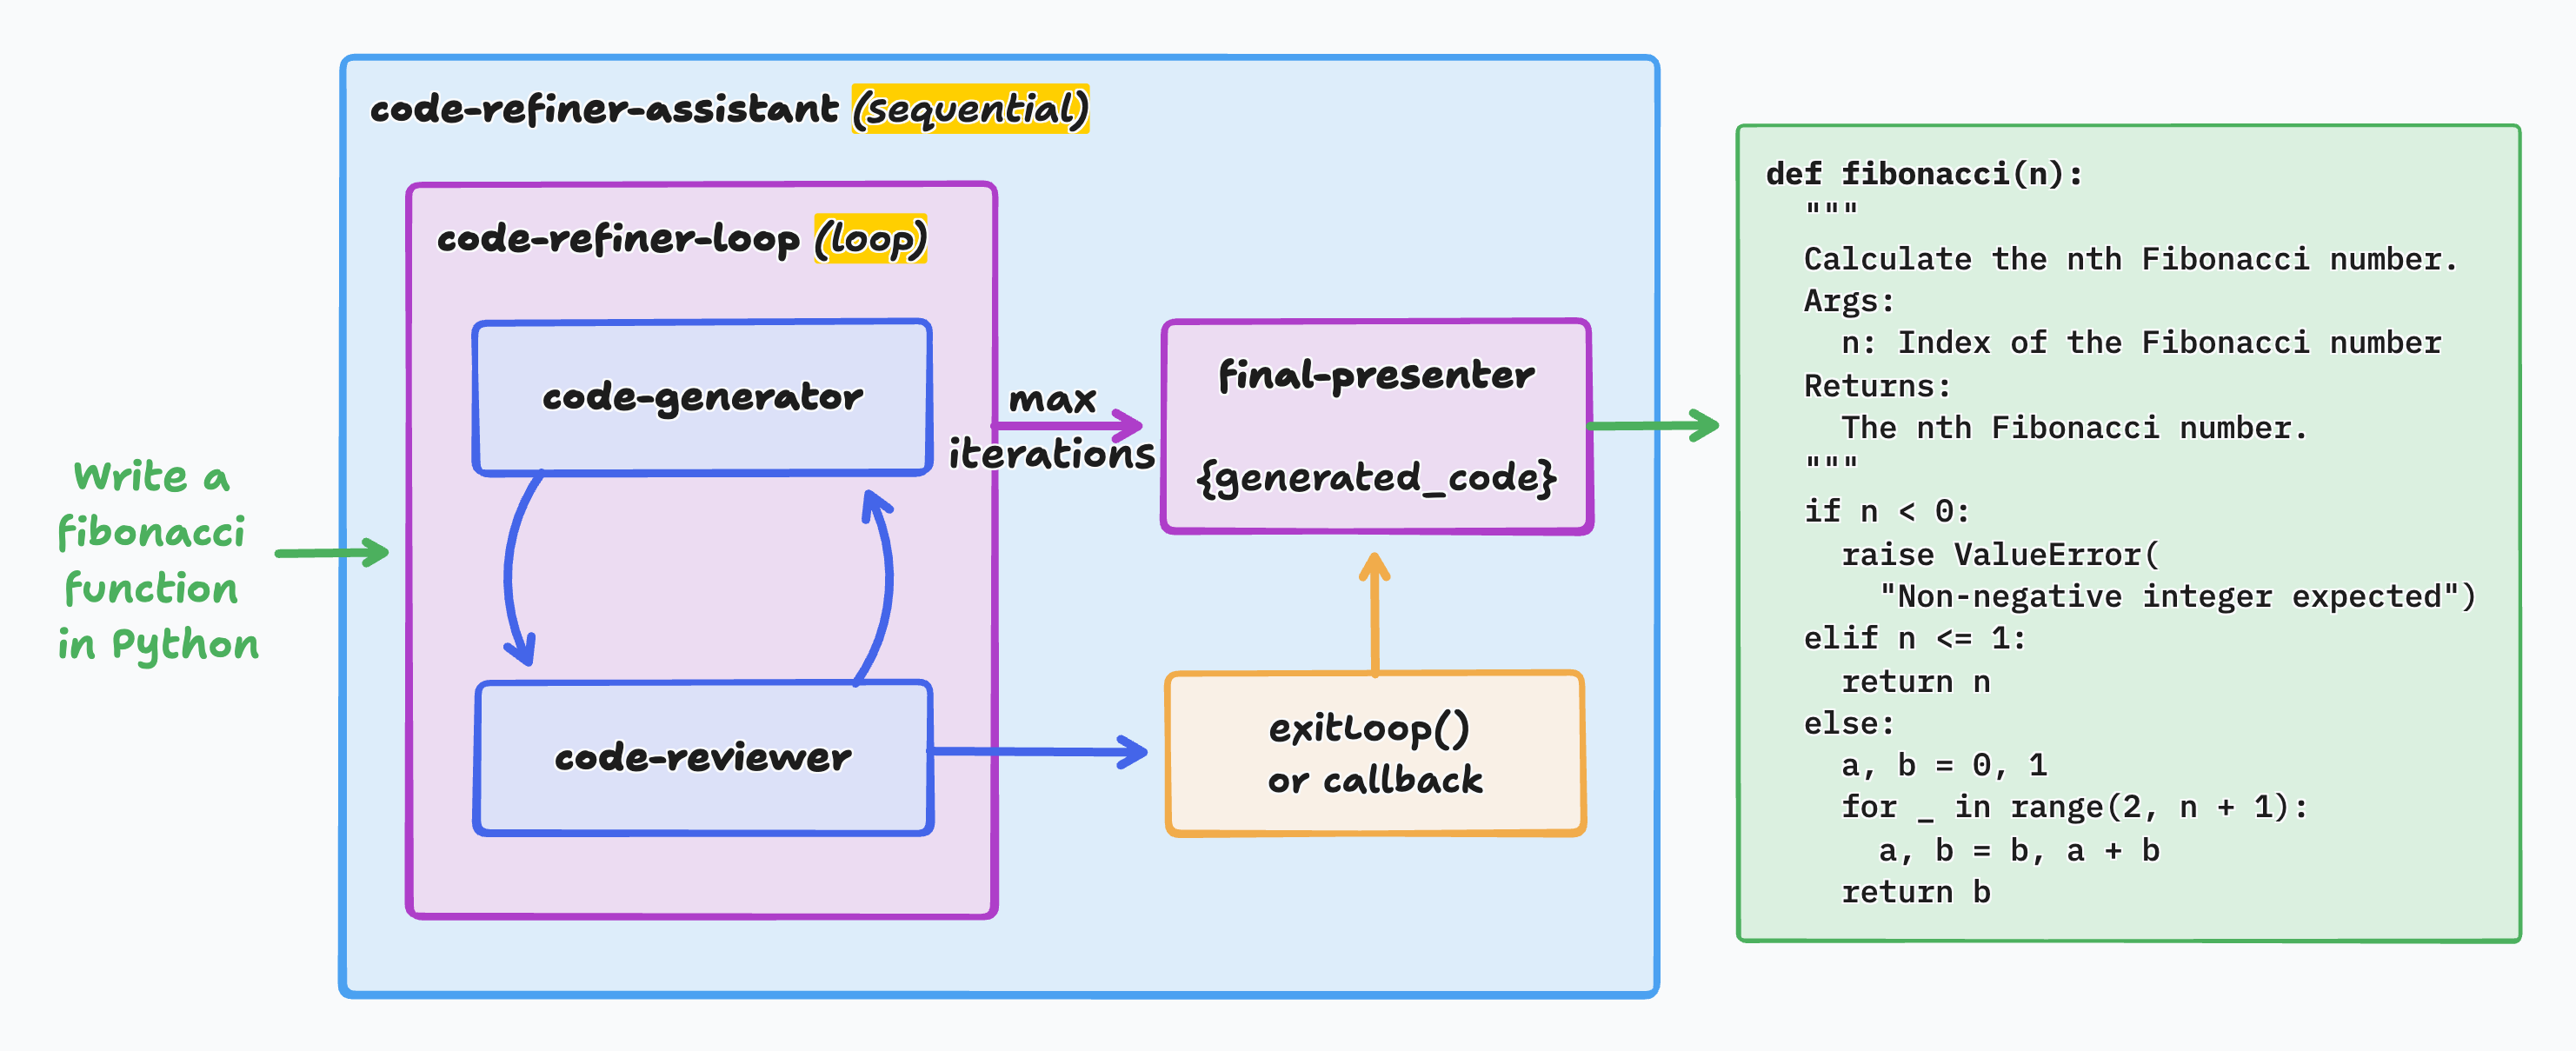 code-refiner-assistant (sequential)
code-refiner-loop (loop)
code-generator
code-reviewer
Write a
fibonacci
function
in Python
max
iterations
final-presenter
{generated_code}
exitLoop()
or callback
def fibonacci(n):
  """
  Calculate the nth Fibonacci number.
  Args:
    n: Index of the Fibonacci number
  Returns:
    The nth Fibonacci number.
  """
  if n < 0:
    raise ValueError(
      "Non-negative integer expected")
  elif n <= 1:
    return n
  else:
    a, b = 0, 1
    for _ in range(2, n + 1):
      a, b = b, a + b
    return b